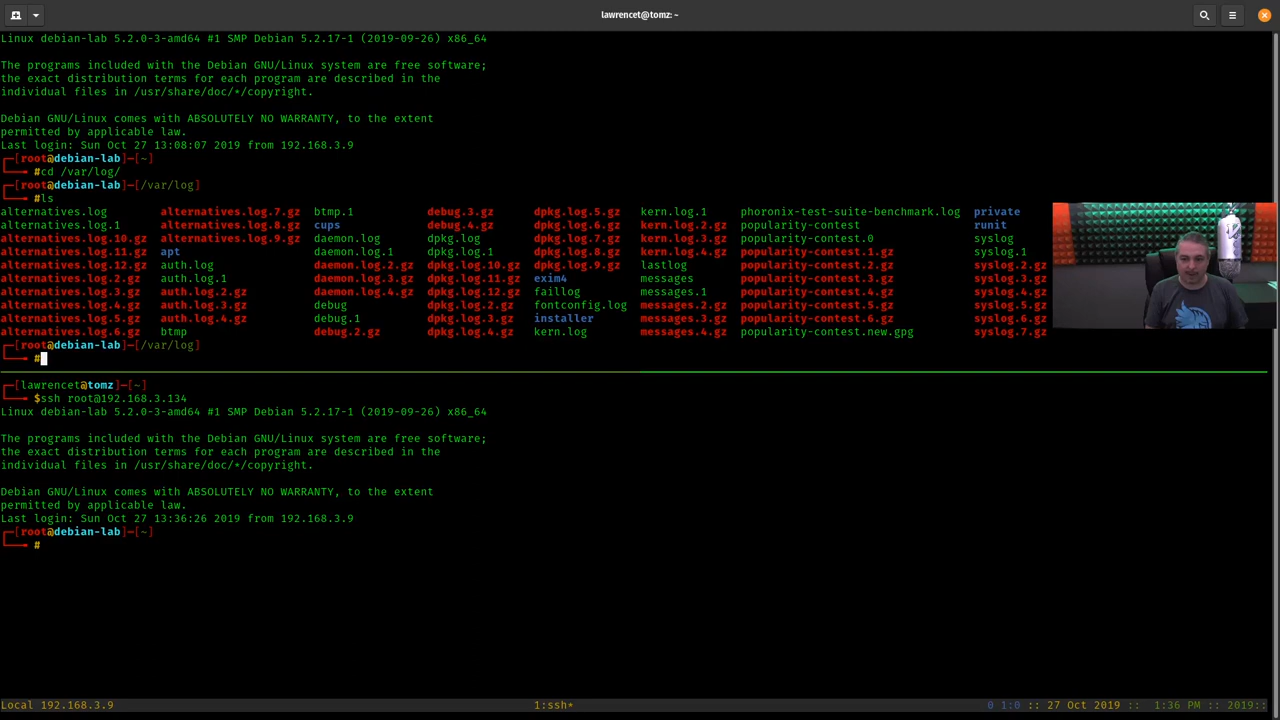 lawrencet@tomz: ~
Linux debian-lab 5.2.0-3-amd64 #1 SMP Debian 5.2.17-1 (2019-09-26) x86_64
The programs included with the Debian GNU/Linux system are free software;
the exact distribution terms for each program are described in the
individual files in /usr/share/doc/*/copyright.
Debian GNU/Linux comes with ABSOLUTELY NO WARRANTY, to the extent
permitted by applicable law.
Last login: Sun Oct 27 13:08:07 2019 from 192.168.3.9
┌─[root@debian-lab]─[~]
└──╼ #cd /var/log/
┌─[root@debian-lab]─[/var/log]
└──╼ #ls
alternatives.log alternatives.log.7.gz btmp.1 debug.3.gz dpkg.log.5.gz kern.log.1 phoronix-test-suite-benchmark.log private
alternatives.log.1 alternatives.log.8.gz cups debug.4.gz dpkg.log.6.gz kern.log.2.gz popularity-contest runit
alternatives.log.10.gz alternatives.log.9.gz daemon.log dpkg.log dpkg.log.7.gz kern.log.3.gz popularity-contest.0 syslog
alternatives.log.11.gz apt daemon.log.1 dpkg.log.1 dpkg.log.8.gz kern.log.4.gz popularity-contest.1.gz syslog.1
alternatives.log.12.gz auth.log daemon.log.2.gz dpkg.log.10.gz dpkg.log.9.gz lastlog popularity-contest.2.gz syslog.2.gz
alternatives.log.2.gz auth.log.1 daemon.log.3.gz dpkg.log.11.gz exim4 messages popularity-contest.3.gz syslog.3.gz
alternatives.log.3.gz auth.log.2.gz daemon.log.4.gz dpkg.log.12.gz faillog messages.1 popularity-contest.4.gz syslog.4.gz
alternatives.log.4.gz auth.log.3.gz debug dpkg.log.2.gz fontconfig.log messages.2.gz popularity-contest.5.gz syslog.5.gz
alternatives.log.5.gz auth.log.4.gz debug.1 dpkg.log.3.gz installer messages.3.gz popularity-contest.6.gz syslog.6.gz
alternatives.log.6.gz btmp debug.2.gz dpkg.log.4.gz kern.log messages.4.gz popularity-contest.new.gpg syslog.7.gz
┌─[root@debian-lab]─[/var/log]
└──╼ #
┌─[lawrencet@tomz]─[~]
└──╼ $ssh root@192.168.3.134
Linux debian-lab 5.2.0-3-amd64 #1 SMP Debian 5.2.17-1 (2019-09-26) x86_64
The programs included with the Debian GNU/Linux system are free software;
the exact distribution terms for each program are described in the
individual files in /usr/share/doc/*/copyright.
Debian GNU/Linux comes with ABSOLUTELY NO WARRANTY, to the extent
permitted by applicable law.
Last login: Sun Oct 27 13:36:26 2019 from 192.168.3.9
┌─[root@debian-lab]─[~]
└──╼ #
Local 192.168.3.9 1:ssh* 0 1:0 :: 27 Oct 2019 :: 1:36 PM :: 2019::